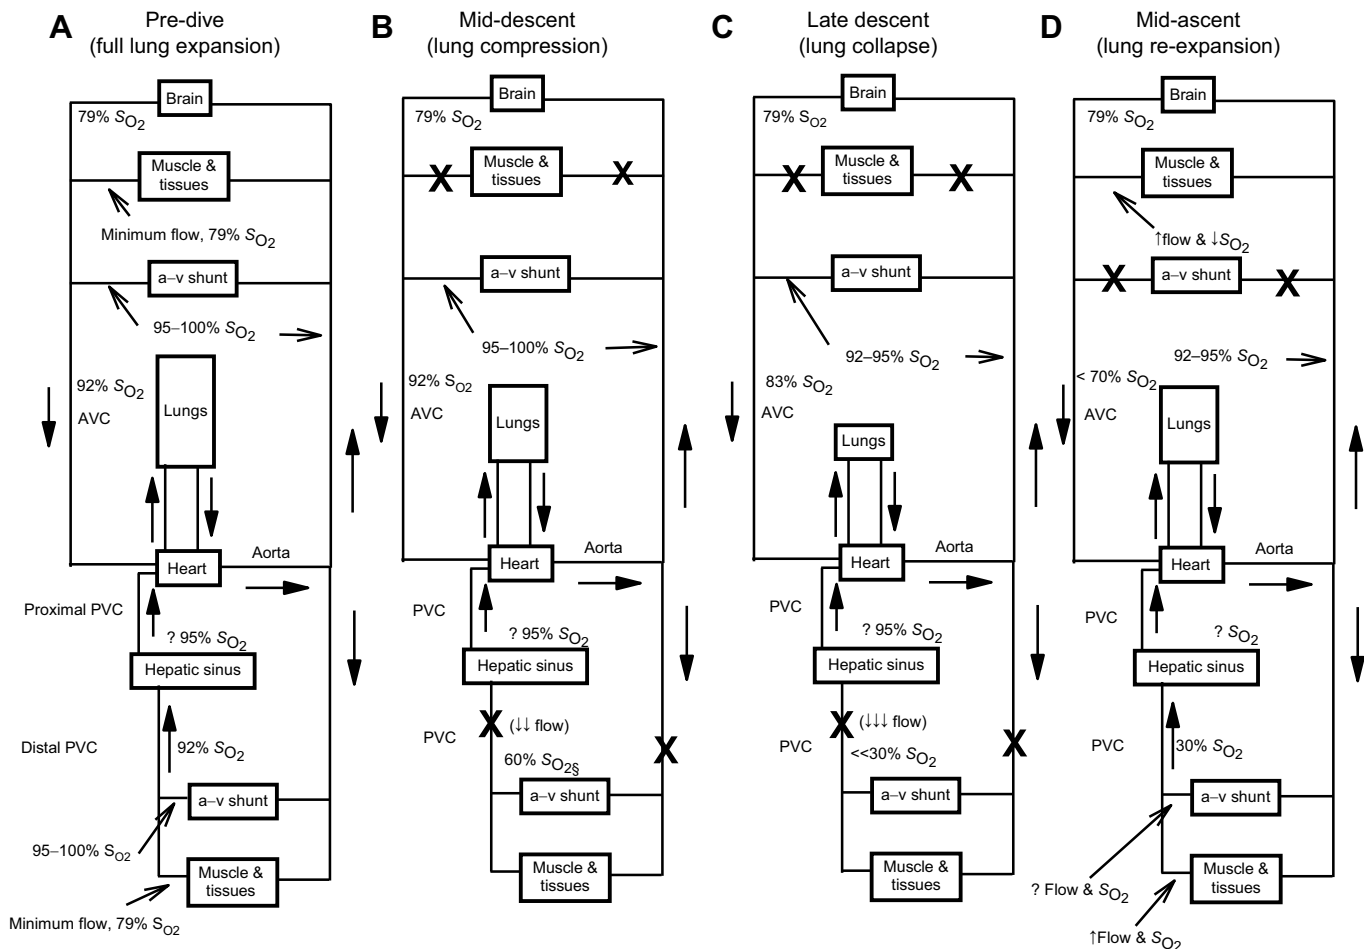 A
Pre-dive
(full lung expansion)
Brain
79% SO2
Muscle &
tissues
Minimum flow, 79% SO2
a–v shunt
95–100% SO2
92% SO2
AVC
Lungs
Aorta
Heart
Proximal PVC
? 95% SO2
Hepatic sinus
Distal PVC
92% SO2
a–v shunt
95–100% SO2
Muscle &
tissues
Minimum flow, 79% SO2
B
Mid-descent
(lung compression)
Brain
79% SO2
X
Muscle &
tissues
X
a–v shunt
95–100% SO2
92% SO2
AVC
Lungs
Aorta
Heart
PVC
? 95% SO2
Hepatic sinus
X
(↓↓ flow)
PVC
X
60% SO2§
a–v shunt
Muscle &
tissues
C
Late descent
(lung collapse)
Brain
79% SO2
X
Muscle &
tissues
X
a–v shunt
92–95% SO2
83% SO2
AVC
Lungs
Aorta
Heart
PVC
? 95% SO2
Hepatic sinus
X
(↓↓↓ flow)
PVC
X
<<30% SO2
a–v shunt
Muscle &
tissues
D
Mid-ascent
(lung re-expansion)
Brain
79% SO2
Muscle &
tissues
↑flow & ↓SO2
X
a–v shunt
X
92–95% SO2
< 70% SO2
AVC
Lungs
Aorta
Heart
PVC
? SO2
Hepatic sinus
PVC
30% SO2
a–v shunt
Muscle &
tissues
? Flow & SO2
↑Flow & SO2